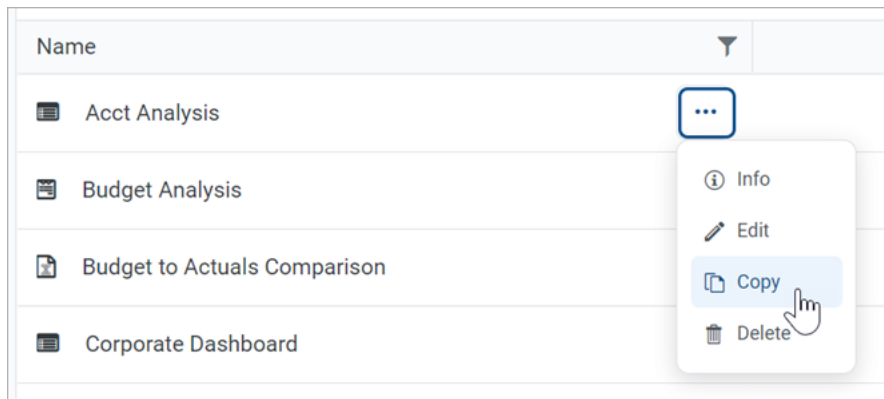 Name
Acct Analysis
Info
Budget Analysis
Edit
Budget to Actuals Comparison
Copy
Delete
Corporate Dashboard